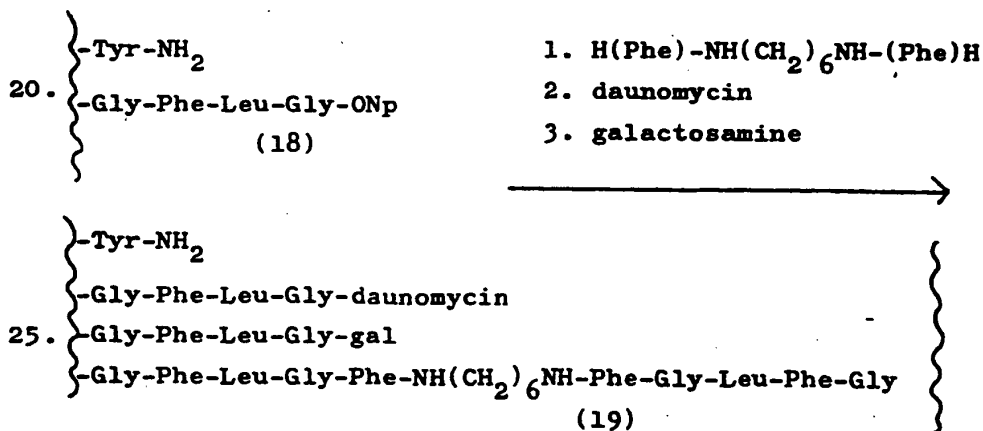 -Tyr-NH₂
1. H(Phe)-NH(CH₂)₆NH-(Phe)H
20.
-Gly-Phe-Leu-Gly-ONp
2. daunomycin
(18)
3. galactosamine
-Tyr-NH₂
-Gly-Phe-Leu-Gly-daunomycin
25.
-Gly-Phe-Leu-Gly-gal
-Gly-Phe-Leu-Gly-Phe-NH(CH₂)₆NH-Phe-Gly-Leu-Phe-Gly
(19)